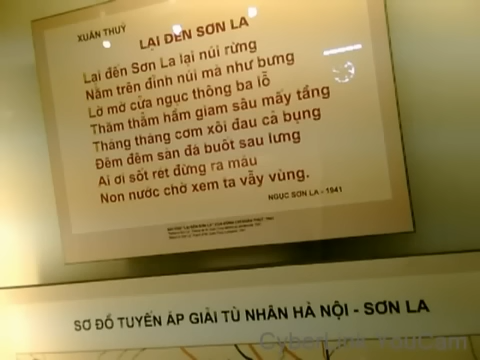 XUÂN THUỶ
LẠI ĐẾN SƠN LA
Lại đến Sơn La lại núi rừng
Nằm trên đỉnh núi mà như bưng
Lờ mờ cửa ngục thông ba lỗ
Thăm thẳm hầm giam sâu mấy tầng
Tháng tháng cơm xôi đau cả bụng
Đêm đêm sàn đá buốt sau lưng
Ai ơi sốt rét đừng ra máu
Non nước chờ xem ta vẫy vùng.
NGỤC SƠN LA - 1941
SƠ ĐỒ TUYẾN ÁP GIẢI TÙ NHÂN HÀ NỘI - SƠN LA
CyberLink YouCam